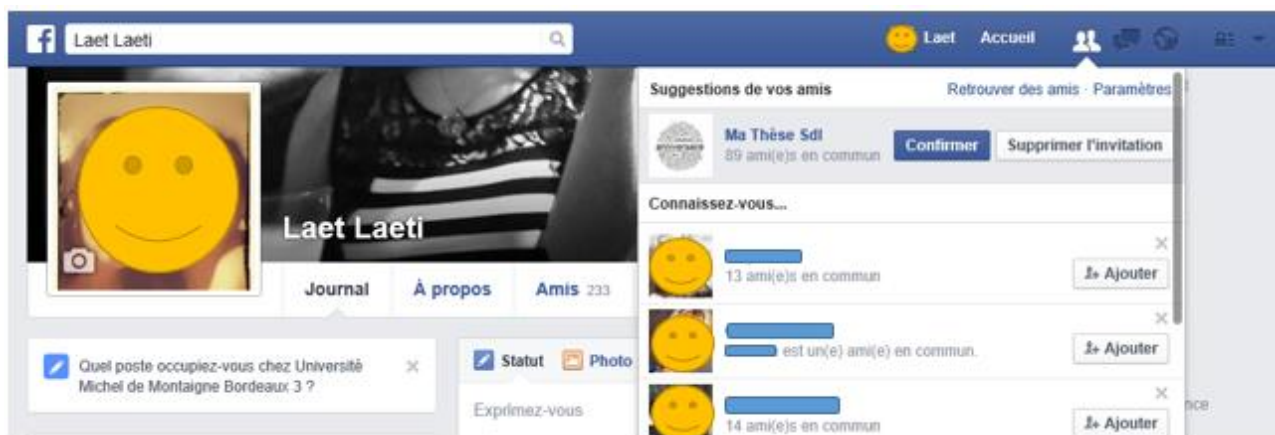 f Laet Laeti
Laet Accueil
Laet Laeti
Journal À propos Amis 233
Quel poste occupiez-vous chez Université
Michel de Montaigne Bordeaux 3 ?
Statut Photo
Exprimez-vous
Suggestions de vos amis Retrouver des amis · Paramètres
Ma Thèse Sdl
89 ami(e)s en commun
Confirmer Supprimer l'invitation
Connaissez-vous...
13 ami(e)s en commun
Ajouter
est un(e) ami(e) en commun.
Ajouter
14 ami(e)s en commun
Ajouter
nce